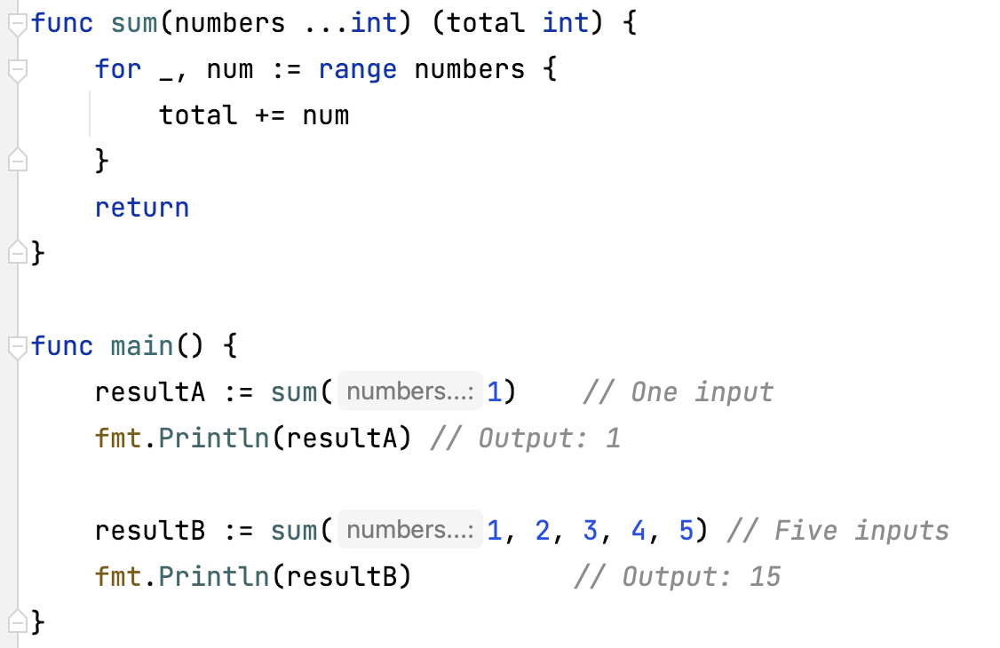 func sum(numbers ...int) (total int) {
    for _, num := range numbers {
        total += num
    }
    return
}
func main() {
    resultA := sum( numbers...: 1)    // One input
    fmt.Println(resultA) // Output: 1
    resultB := sum( numbers...: 1, 2, 3, 4, 5) // Five inputs
    fmt.Println(resultB)          // Output: 15
}